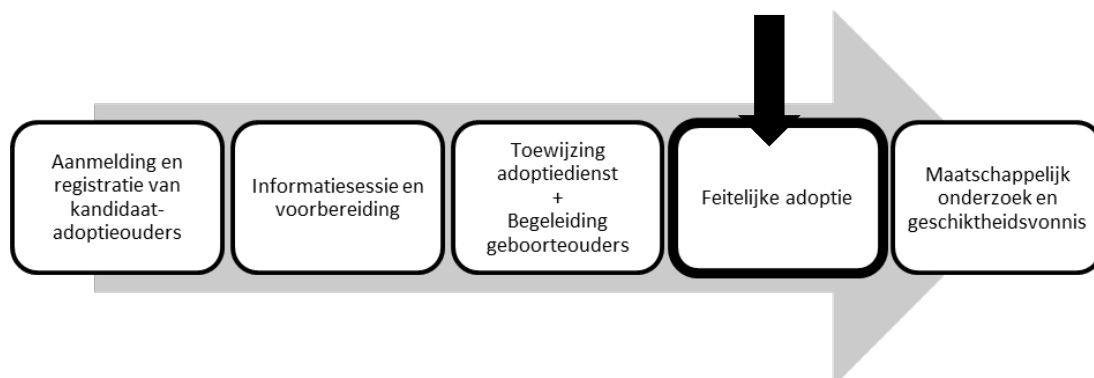 Aanmelding en
registratie van
kandidaat-
adoptieouders
Informatiesessie en
voorbereiding
Toewijzing
adoptiedienst
+
Begeleiding
geboorteouders
Feitelijke adoptie
Maatschappelijk
onderzoek en
geschiktheidsvonnis